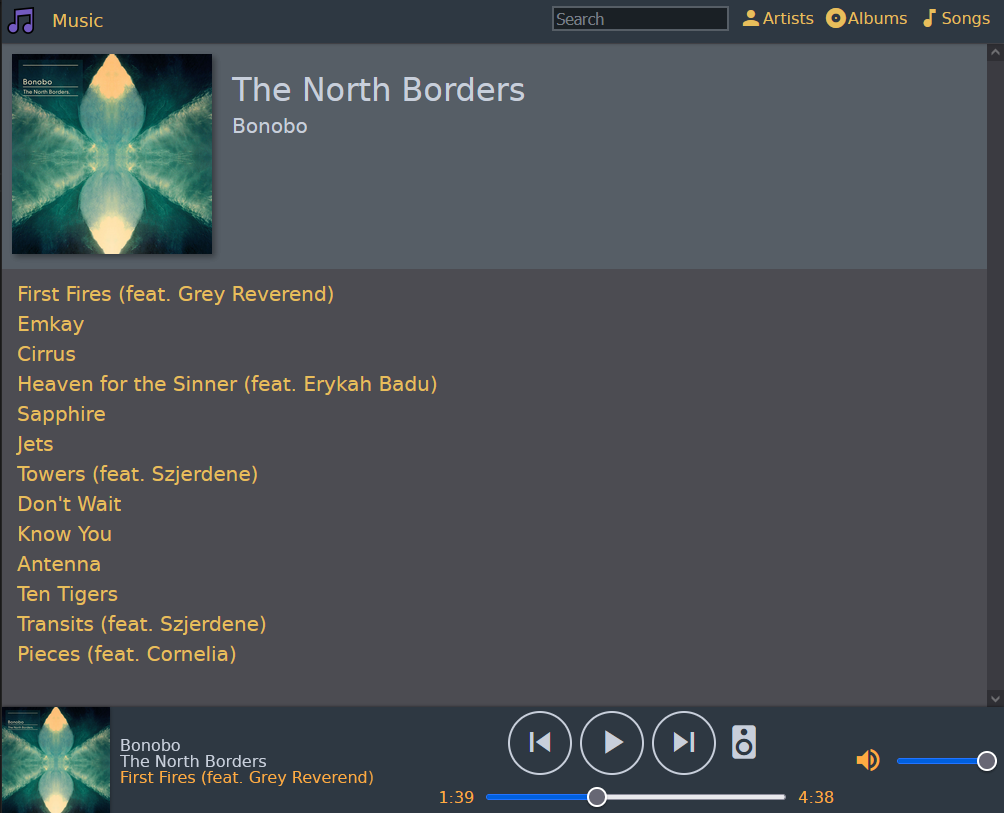 Music
Search
Artists
Albums
Songs
Bonobo
The North Borders.
The North Borders
Bonobo
First Fires (feat. Grey Reverend)
Emkay
Cirrus
Heaven for the Sinner (feat. Erykah Badu)
Sapphire
Jets
Towers (feat. Szjerdene)
Don't Wait
Know You
Antenna
Ten Tigers
Transits (feat. Szjerdene)
Pieces (feat. Cornelia)
Bonobo
The North Borders.
Bonobo
The North Borders
First Fires (feat. Grey Reverend)
1:39
4:38